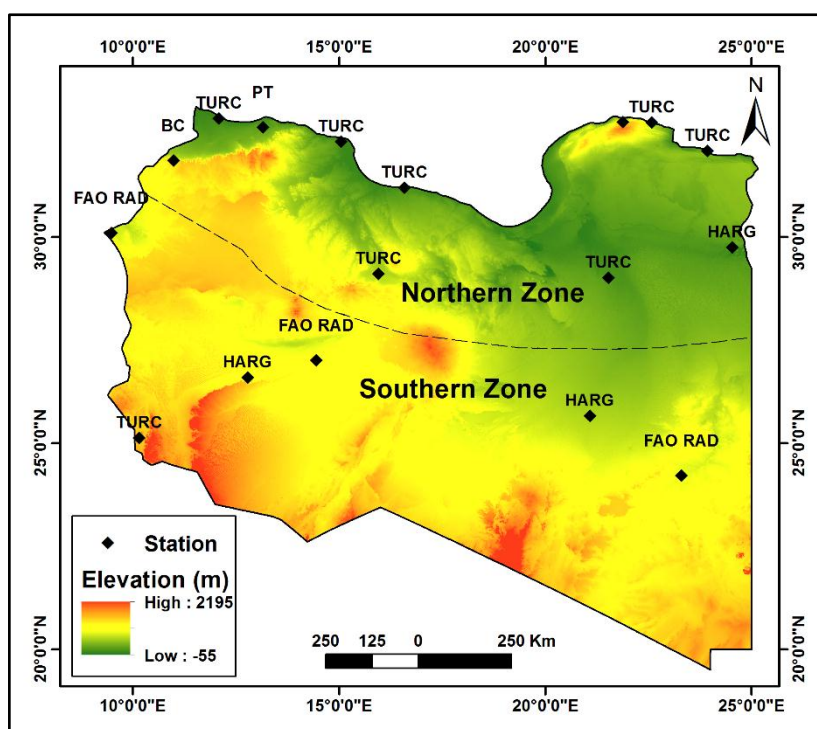 10°0'0"E 15°0'0"E 20°0'0"E 25°0'0"E
N
PT
TURC
TURC
BC
TURC
TURC
TURC
FAO RAD
30°0'0"N
30°0'0"N
HARG
TURC
TURC
Northern Zone
FAO RAD
HARG
Southern Zone
HARG
TURC
FAO RAD
25°0'0"N
25°0'0"N
Station
Elevation (m)
High : 2195
Low : -55
250 125 0 250 Km
20°0'0"N
20°0'0"N
10°0'0"E 15°0'0"E 20°0'0"E 25°0'0"E